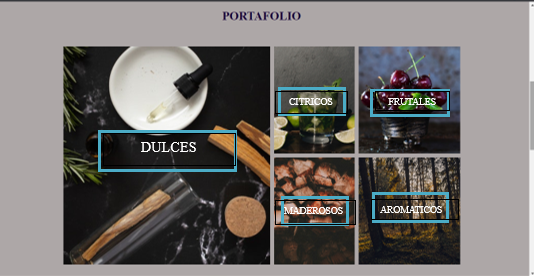 PORTAFOLIO
DULCES
CITRICOS
FRUTALES
MADEROSOS
AROMATICOS